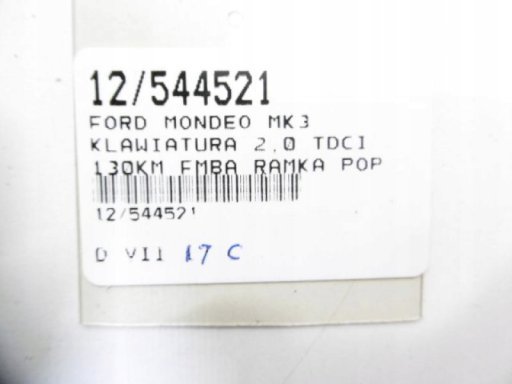 12/544521
FORD MONDEO MK3
KLAWIATURA 2.0 TDCI
130KM FMBA RAMKA POP
12/544521
D VII 17 C